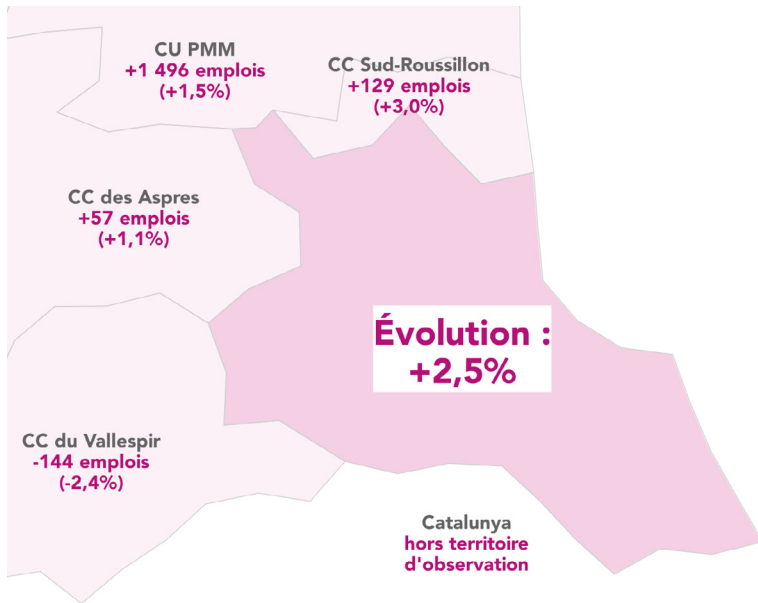 CU PMM
+1 496 emplois
(+1,5%)
CC Sud-Roussillon
+129 emplois
(+3,0%)
CC des Aspres
+57 emplois
(+1,1%)
Évolution :
+2,5%
CC du Vallespir
-144 emplois
(-2,4%)
Catalunya
hors territoire
d'observation